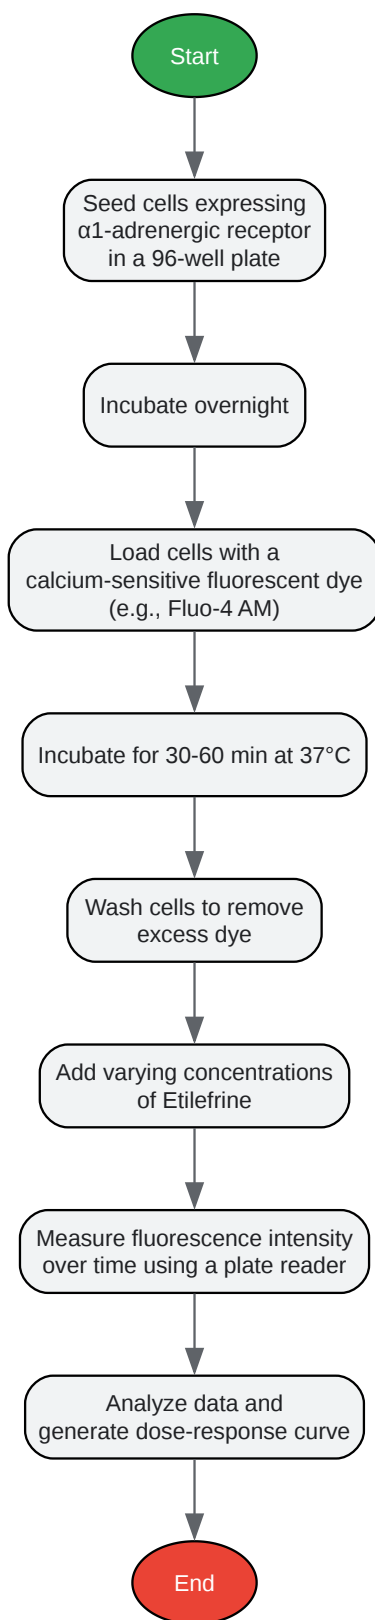 Start
Seed cells expressing
α1-adrenergic receptor
in a 96-well plate
Incubate overnight
Load cells with a
calcium-sensitive fluorescent dye
(e.g., Fluo-4 AM)
Incubate for 30-60 min at 37°C
Wash cells to remove
excess dye
Add varying concentrations
of Etilefrine
Measure fluorescence intensity
over time using a plate reader
Analyze data and
generate dose-response curve
End